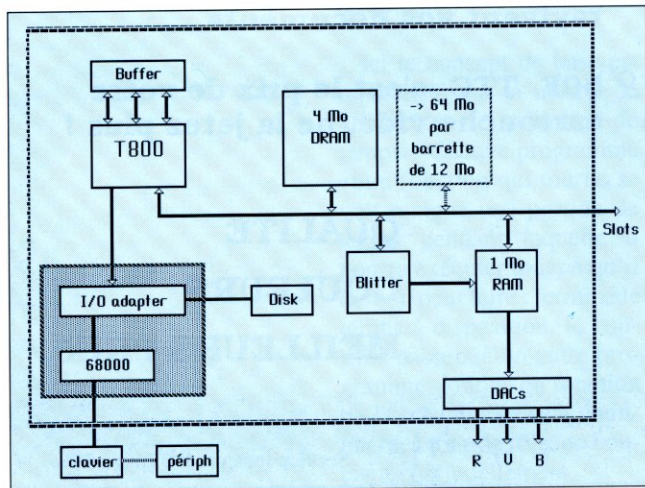 Buffer
T800
4 Mo
DRAM
-> 64 Mo
par
barrette
de 12 Mo
Slots
I/O adapter
Disk
Blitter
1 Mo
RAM
68000
DACs
clavier
périph
R U B